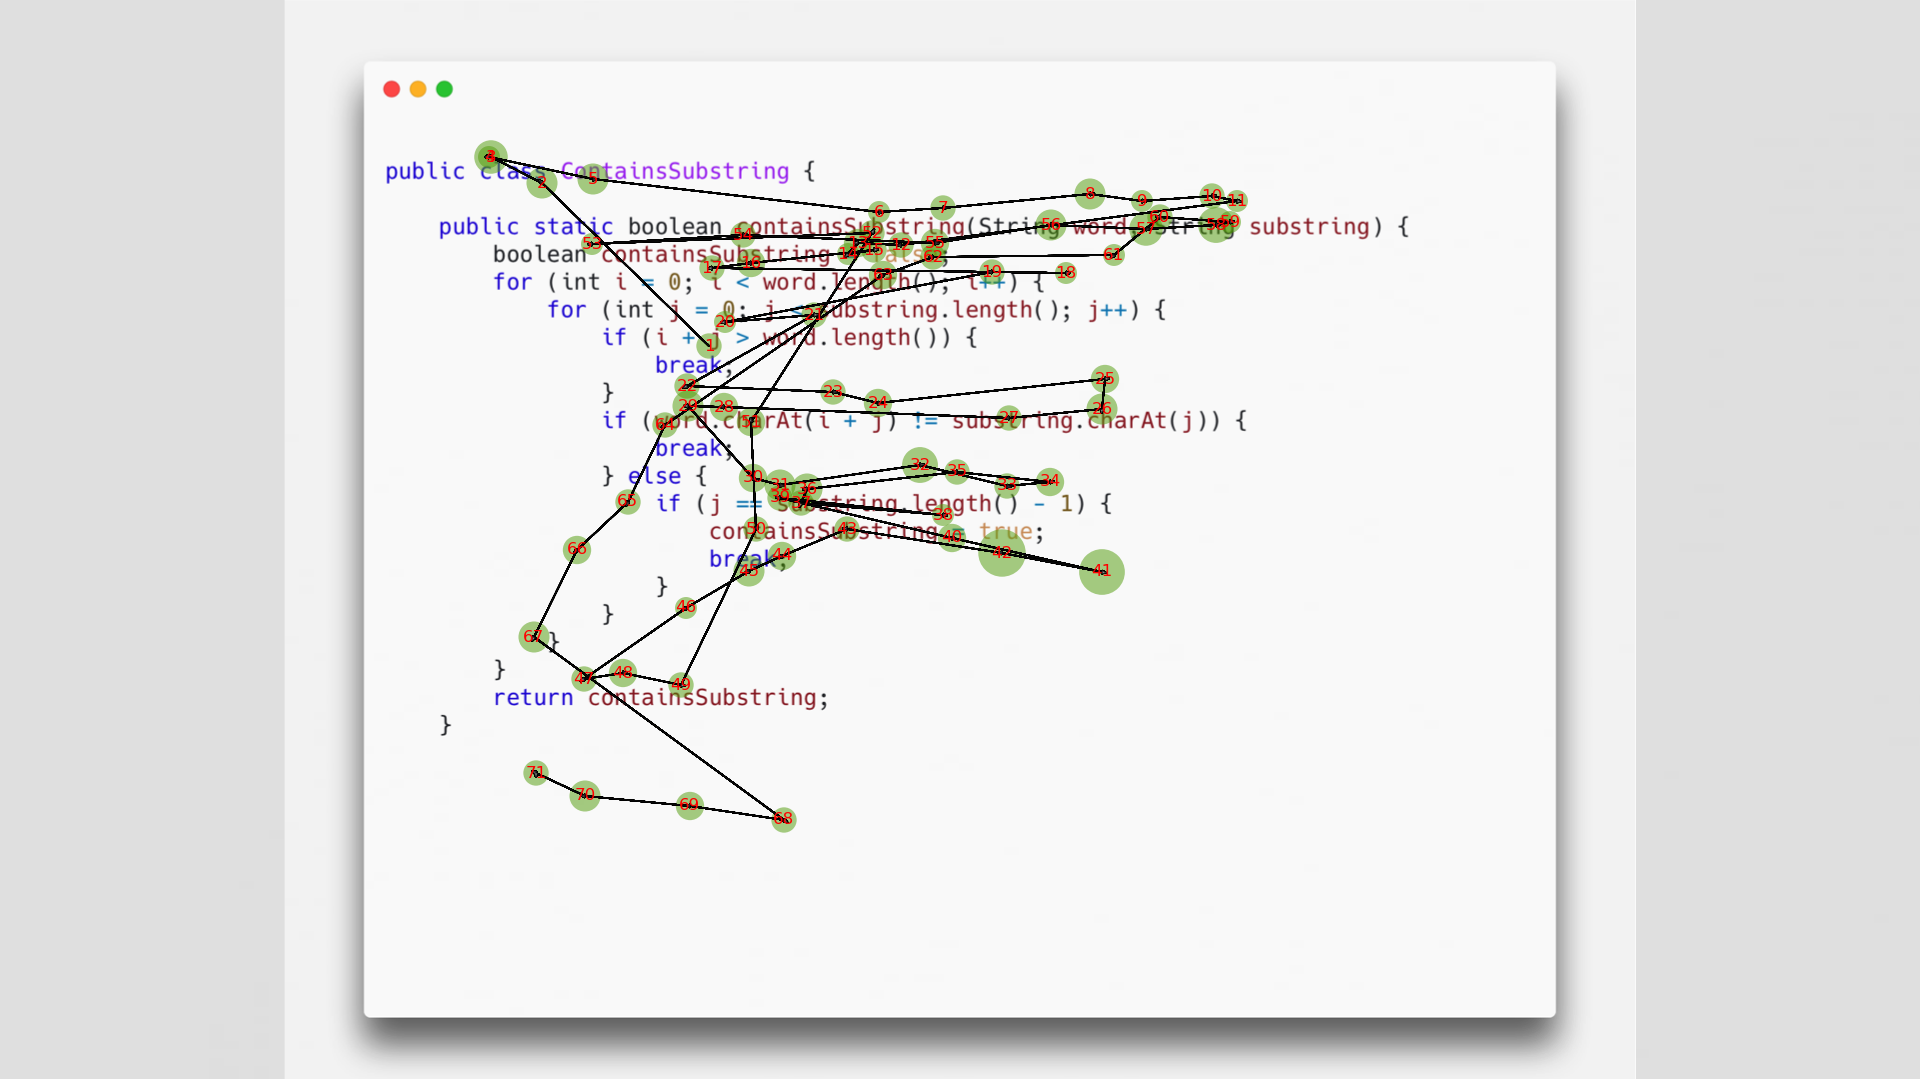 public class ContainsSubstring {
public static boolean containsSubstring(String word, String substring) {
boolean containsSubstring = false;
for (int i = 0; i < word.length(); i++) {
for (int j = 0; j < substring.length(); j++) {
if (i + j > word.length()) {
break;
}
if (word.charAt(i + j) != substring.charAt(j)) {
break;
} else {
if (j == substring.length() - 1) {
containsSubstring = true;
break;
}
}
}
}
return containsSubstring;
}